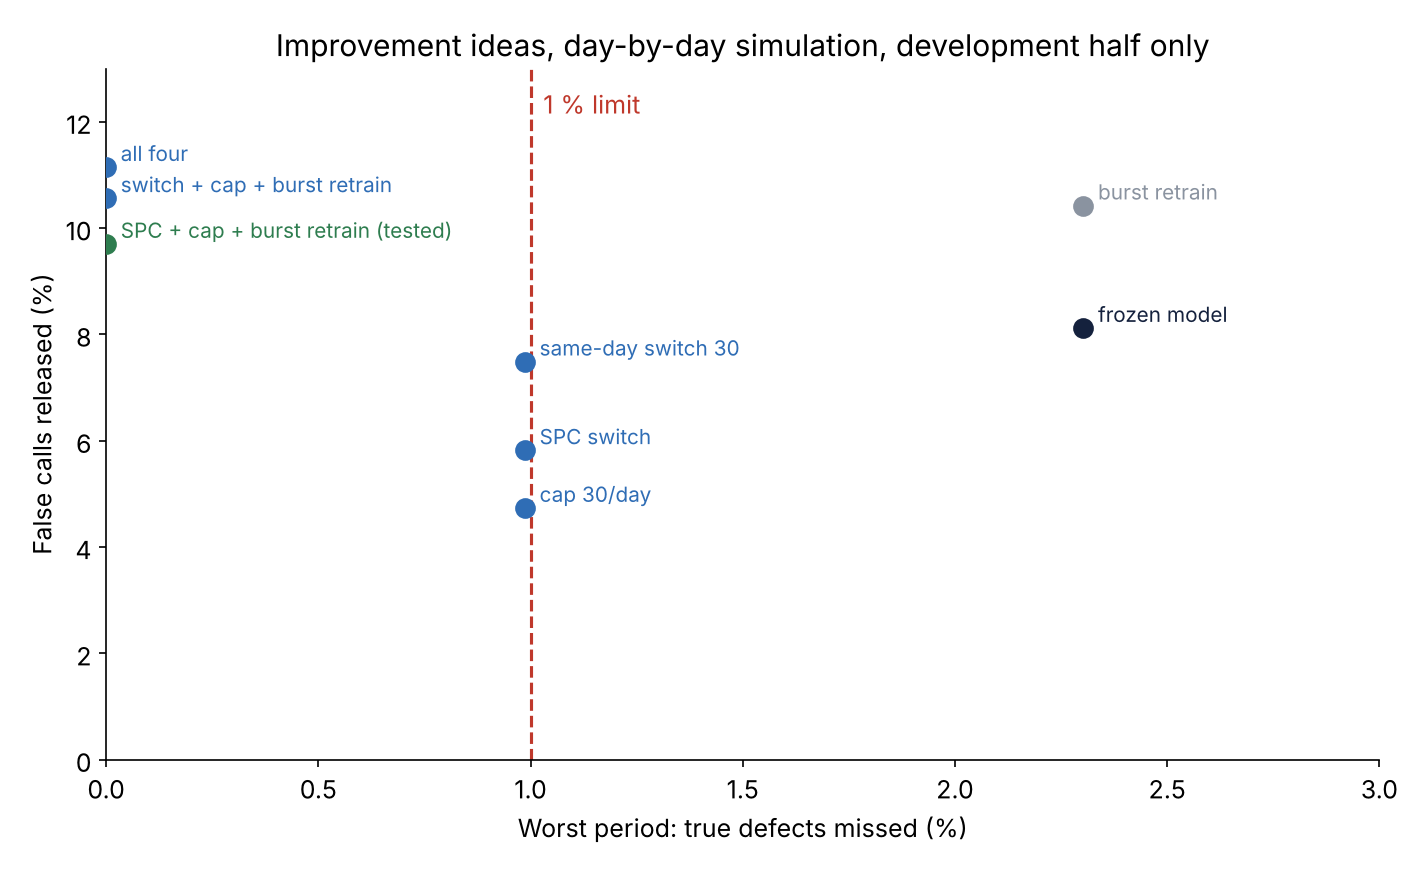 Improvement ideas, day-by-day simulation, development half only
1 % limit
all four
switch + cap + burst retrain
SPC + cap + burst retrain (tested)
burst retrain
frozen model
same-day switch 30
SPC switch
cap 30/day
False calls released (%)
12
10
8
6
4
2
0
0.0 0.5 1.0 1.5 2.0 2.5 3.0
Worst period: true defects missed (%)